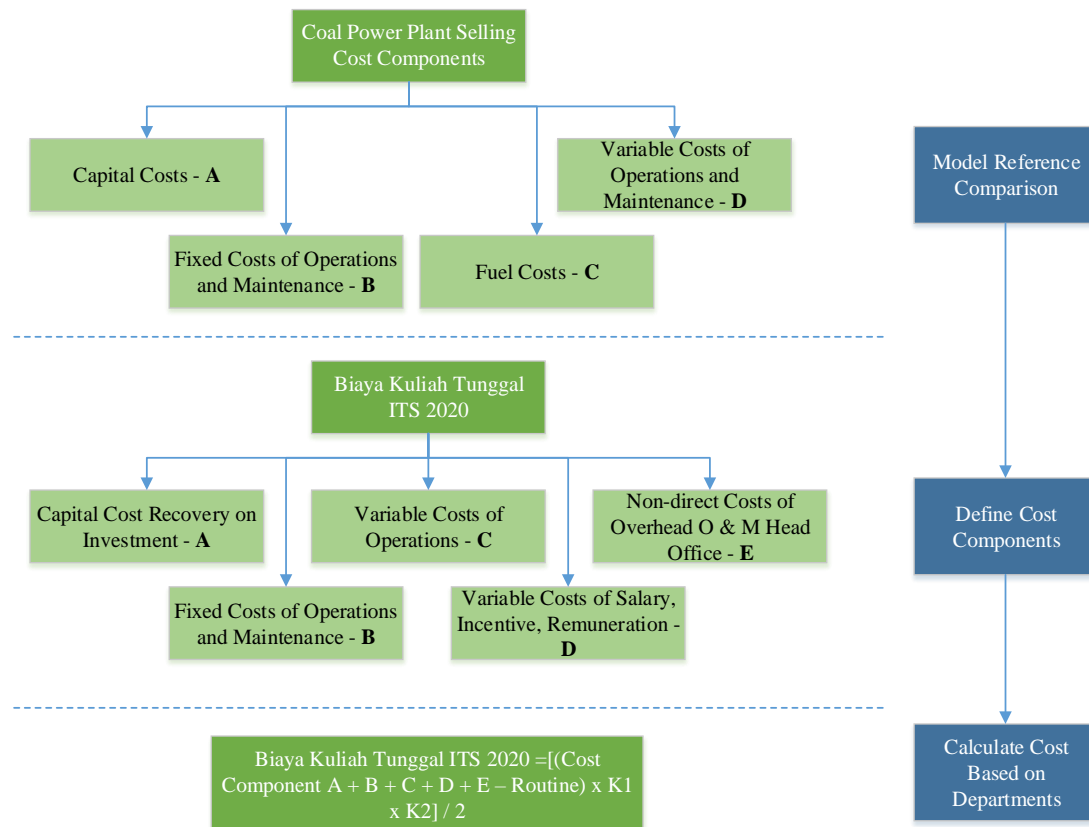 Coal Power Plant Selling
Cost Components
Capital Costs - A
Variable Costs of
Operations and
Maintenance - D
Fixed Costs of Operations
and Maintenance - B
Fuel Costs - C
Model Reference
Comparison
Biaya Kuliah Tunggal
ITS 2020
Capital Cost Recovery on
Investment - A
Variable Costs of
Operations - C
Non-direct Costs of
Overhead O & M Head
Office - E
Fixed Costs of Operations
and Maintenance - B
Variable Costs of Salary,
Incentive, Remuneration -
D
Define Cost
Components
Biaya Kuliah Tunggal ITS 2020 =[(Cost
Component A + B + C + D + E – Routine) x K1
x K2] / 2
Calculate Cost
Based on
Departments